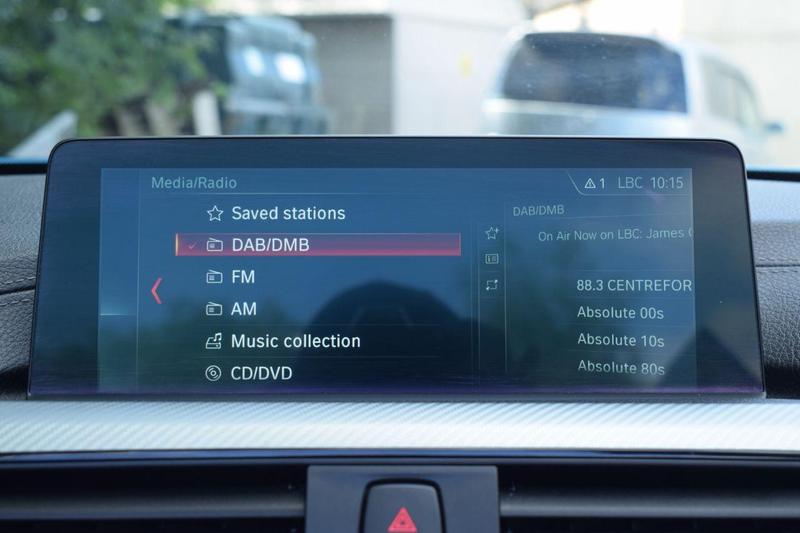 Media/Radio
1 LBC 10:15
Saved stations
DAB/DMB
FM
AM
Music collection
CD/DVD
DAB/DMB
On Air Now on LBC: James
88.3 CENTREFOR
Absolute 00s
Absolute 10s
Absolute 80s